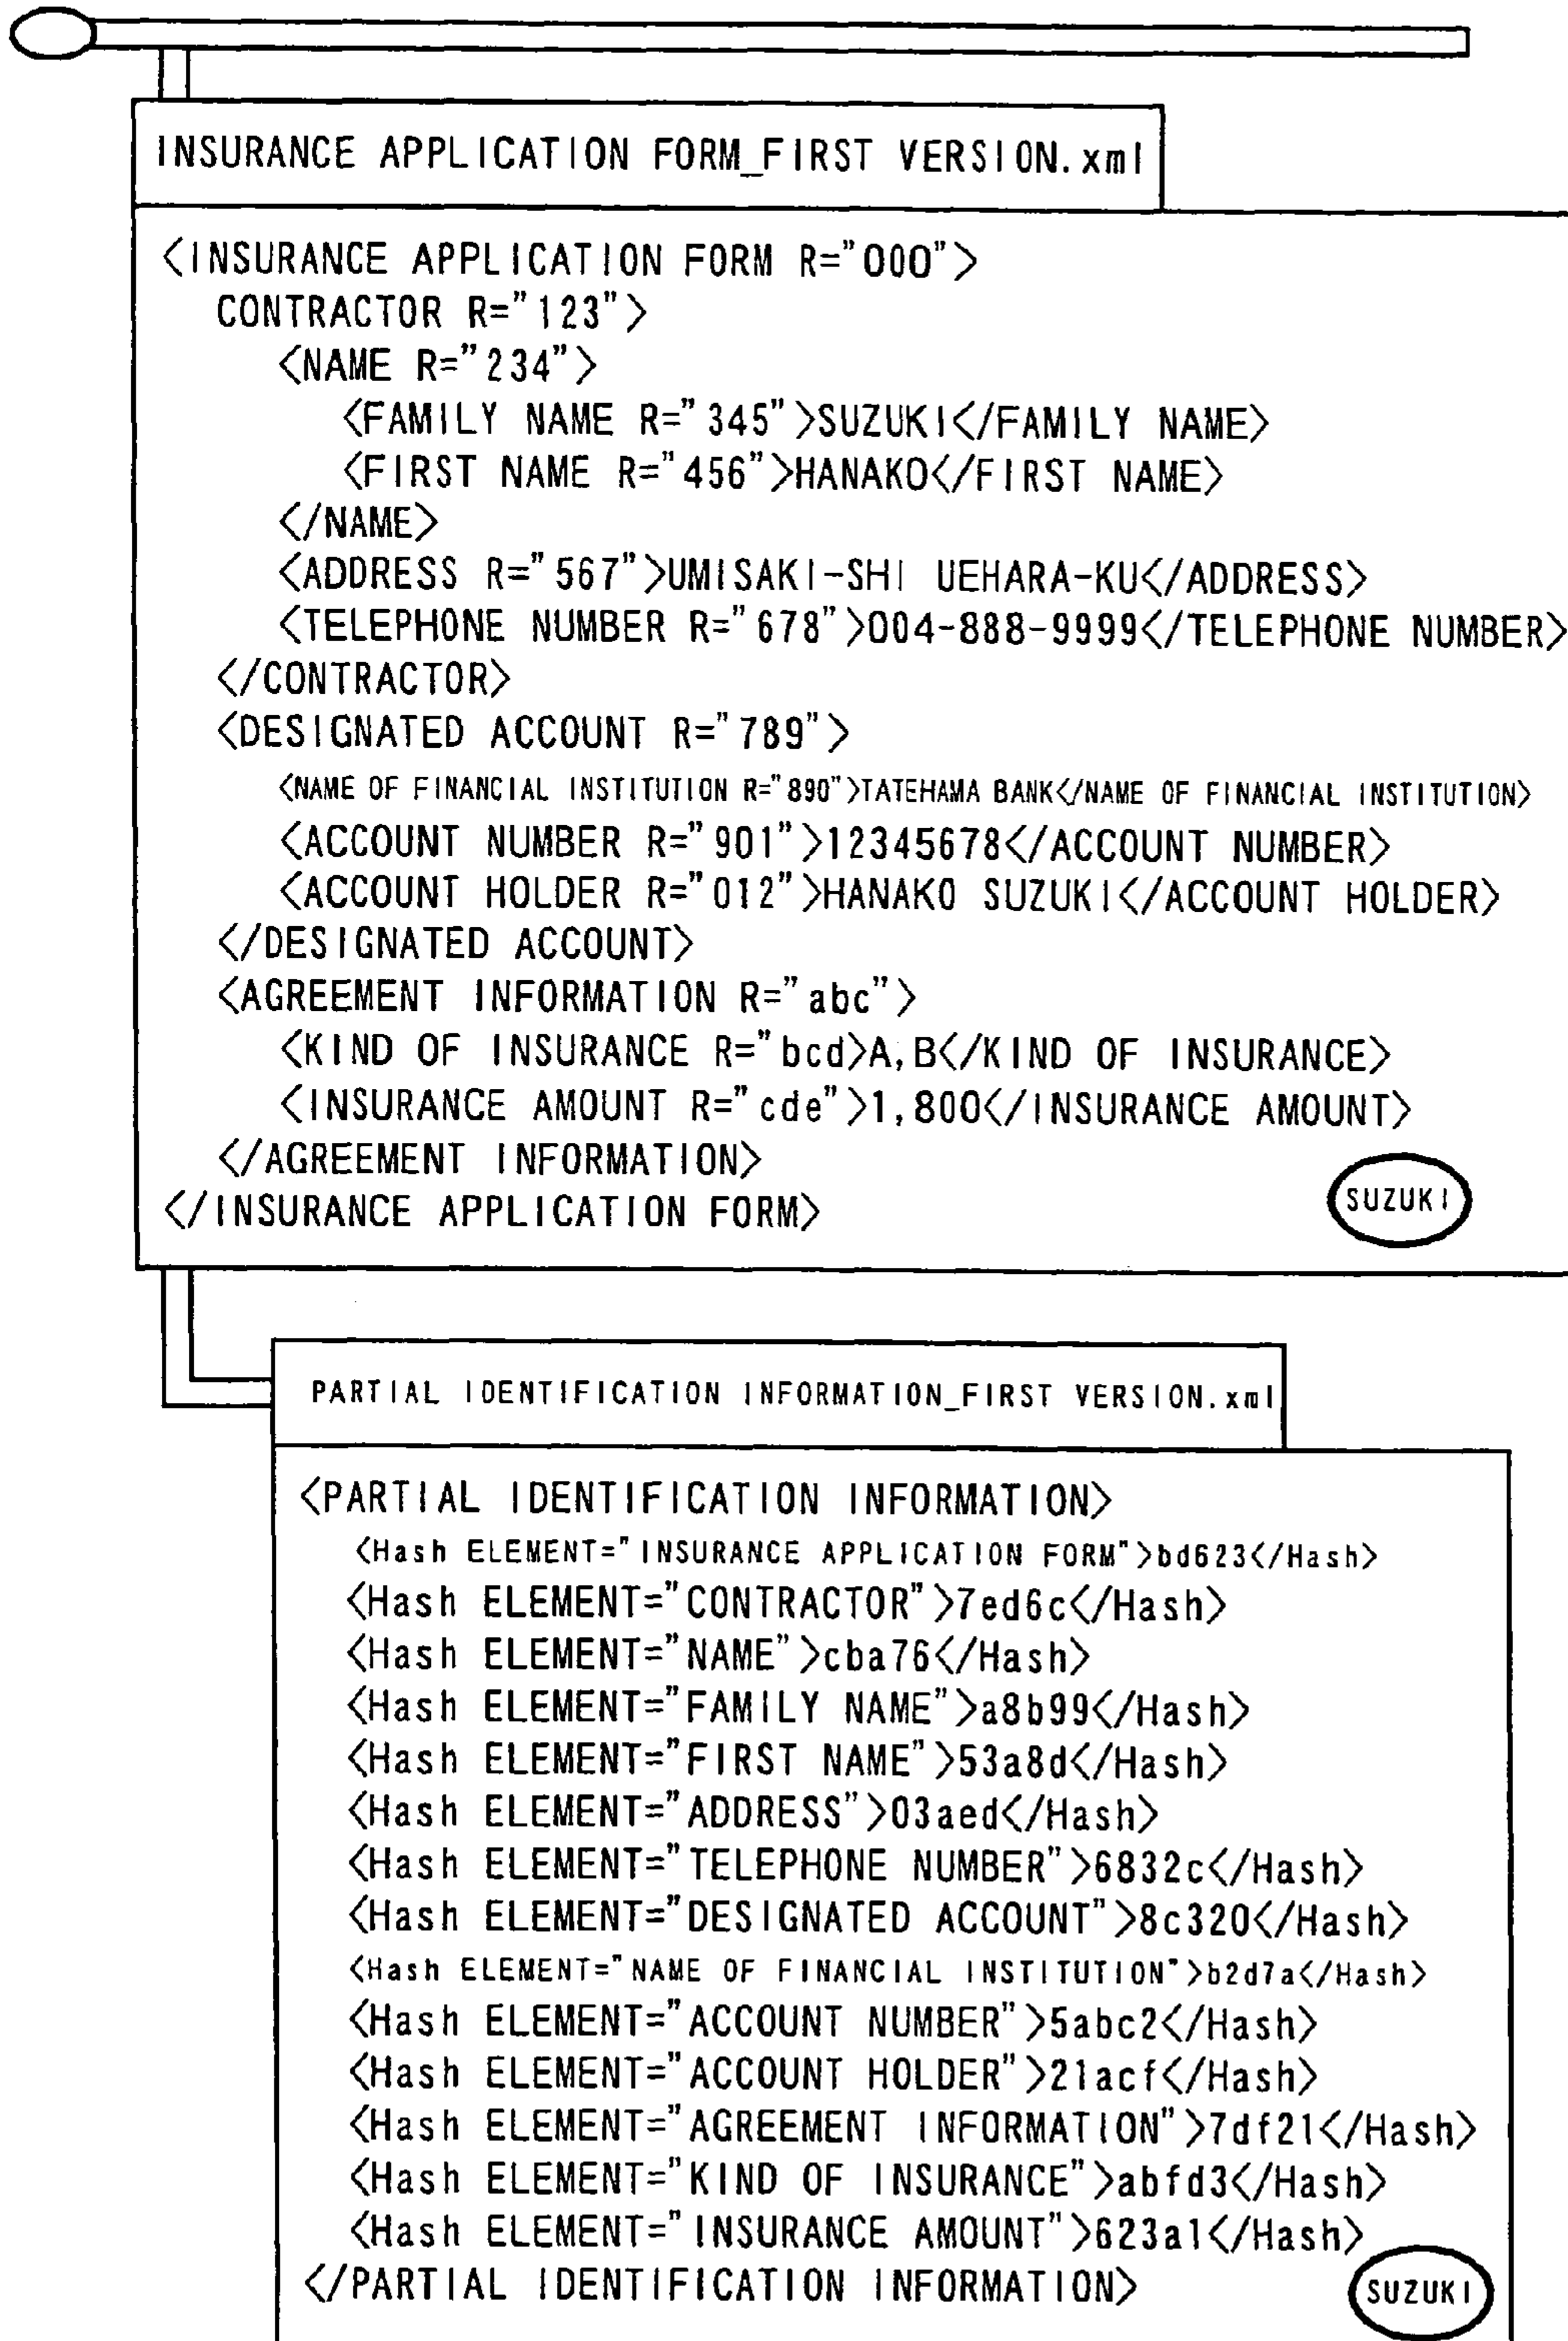 INSURANCE APPLICATION FORM_FIRST VERSION.xml
<INSURANCE APPLICATION FORM R="000">
CONTRACTOR R="123">
<NAME R="234">
<FAMILY NAME R="345">SUZUKI</FAMILY NAME>
<FIRST NAME R="456">HANAKO</FIRST NAME>
</NAME>
<ADDRESS R="567">UMISAKI-SHI UEHARA-KU</ADDRESS>
<TELEPHONE NUMBER R="678">004-888-9999</TELEPHONE NUMBER>
</CONTRACTOR>
<DESIGNATED ACCOUNT R="789">
<NAME OF FINANCIAL INSTITUTION R="890">TATEHAMA BANK</NAME OF FINANCIAL INSTITUTION>
<ACCOUNT NUMBER R="901">12345678</ACCOUNT NUMBER>
<ACCOUNT HOLDER R="012">HANAKO SUZUKI</ACCOUNT HOLDER>
</DESIGNATED ACCOUNT>
<AGREEMENT INFORMATION R="abc">
<KIND OF INSURANCE R="bcd>A,B</KIND OF INSURANCE>
<INSURANCE AMOUNT R="cde">1,800</INSURANCE AMOUNT>
</AGREEMENT INFORMATION>
</INSURANCE APPLICATION FORM>
SUZUKI
PARTIAL IDENTIFICATION INFORMATION_FIRST VERSION.xml
<PARTIAL IDENTIFICATION INFORMATION>
<Hash ELEMENT="INSURANCE APPLICATION FORM">bd623</Hash>
<Hash ELEMENT="CONTRACTOR">7ed6c</Hash>
<Hash ELEMENT="NAME">cba76</Hash>
<Hash ELEMENT="FAMILY NAME">a8b99</Hash>
<Hash ELEMENT="FIRST NAME">53a8d</Hash>
<Hash ELEMENT="ADDRESS">03aed</Hash>
<Hash ELEMENT="TELEPHONE NUMBER">6832c</Hash>
<Hash ELEMENT="DESIGNATED ACCOUNT">8c320</Hash>
<Hash ELEMENT="NAME OF FINANCIAL INSTITUTION">b2d7a</Hash>
<Hash ELEMENT="ACCOUNT NUMBER">5abc2</Hash>
<Hash ELEMENT="ACCOUNT HOLDER">21acf</Hash>
<Hash ELEMENT="AGREEMENT INFORMATION">7df21</Hash>
<Hash ELEMENT="KIND OF INSURANCE">abfd3</Hash>
<Hash ELEMENT="INSURANCE AMOUNT">623a1</Hash>
</PARTIAL IDENTIFICATION INFORMATION>
SUZUKI